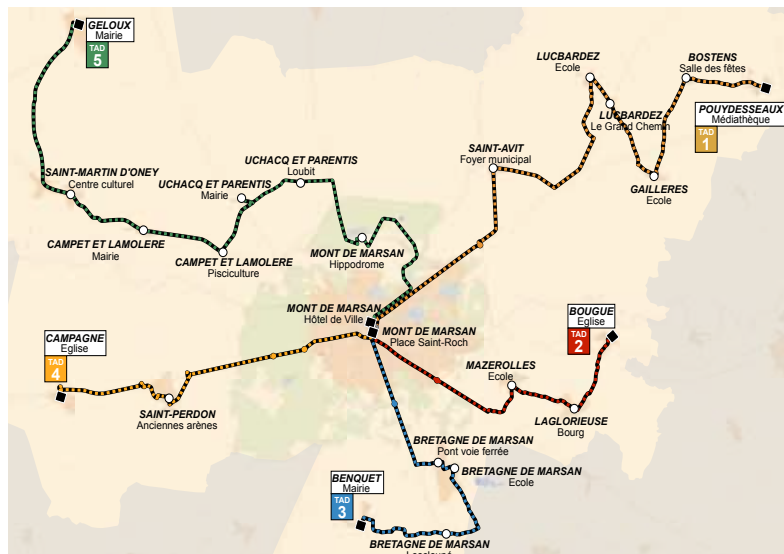 GELOUX
Mairie
TAD
5
LUCBARDEZ
Ecole
BOSTENS
Salle des fêtes
POUYDESSEAUX
Médiathèque
TAD
1
LUCBARDEZ
Le Grand Chemin
SAINT-AVIT
Foyer municipal
GAILLERES
Ecole
UCHACQ ET PARENTIS
Loubit
SAINT-MARTIN D'ONEY
Centre culturel
UCHACQ ET PARENTIS
Mairie
CAMPET ET LAMOLERE
Mairie
CAMPET ET LAMOLERE
Pisciculture
MONT DE MARSAN
Hippodrome
MONT DE MARSAN
Hôtel de Ville
MONT DE MARSAN
Place Saint-Roch
BOUGUE
Eglise
TAD
2
CAMPAGNE
Eglise
TAD
4
MAZEROLLES
Ecole
SAINT-PERDON
Anciennes arènes
LAGLORIEUSE
Bourg
BRETAGNE DE MARSAN
Pont voie ferrée
BRETAGNE DE MARSAN
Ecole
BENQUET
Mairie
TAD
3
BRETAGNE DE MARSAN